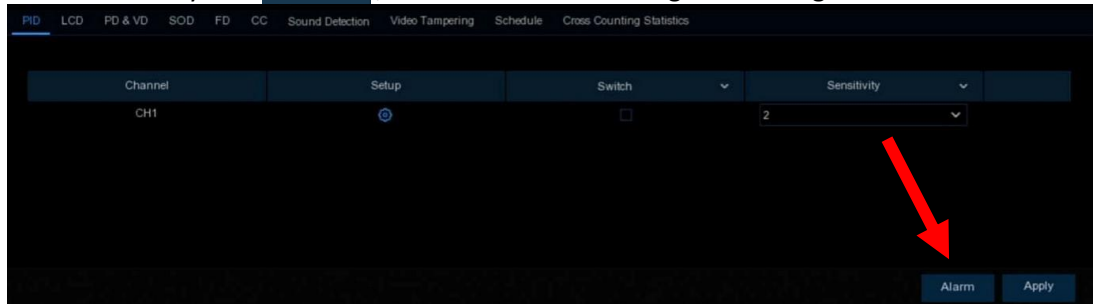 PID LCD PD & VD SOD FD CC Sound Detection Video Tampering Schedule Cross Counting Statistics
Channel Setup Switch Sensitivity
CH1 2
Alarm Apply